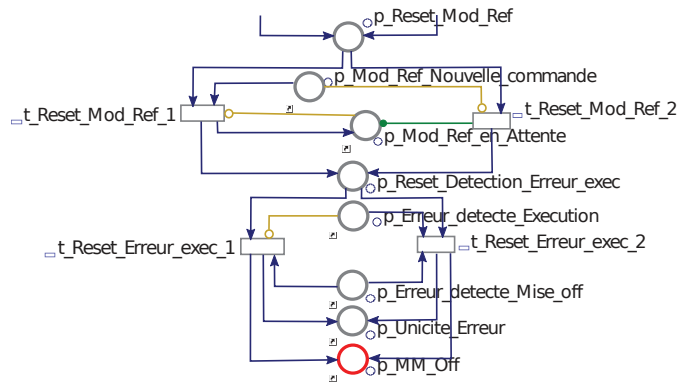 p_Reset_Mod_Ref
p_Mod_Ref_Nouvelle_commande
t_Reset_Mod_Ref_1
t_Reset_Mod_Ref_2
p_Mod_Ref_en_Attente
p_Reset_Detection_Erreur_exec
p_Erreur_detecte_Execution
t_Reset_Erreur_exec_1
t_Reset_Erreur_exec_2
p_Erreur_detecte_Mise_off
p_Unicite_Erreur
p_MM_Off